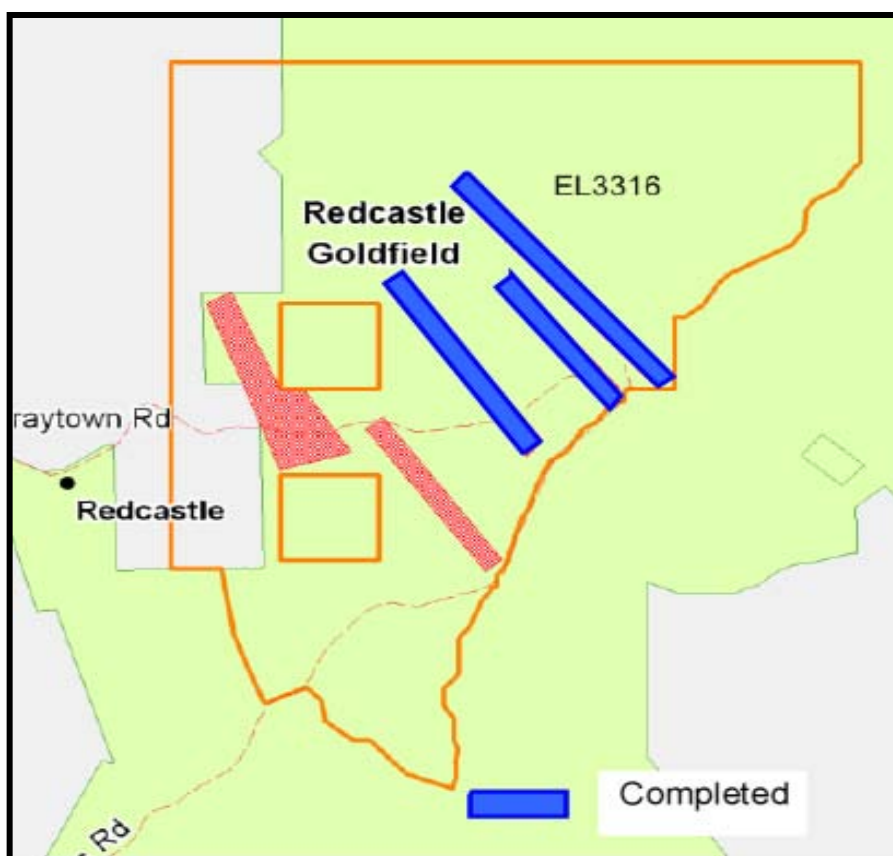 EL3316
Redcastle
Goldfield
raytown Rd
Redcastle
Completed
Rd